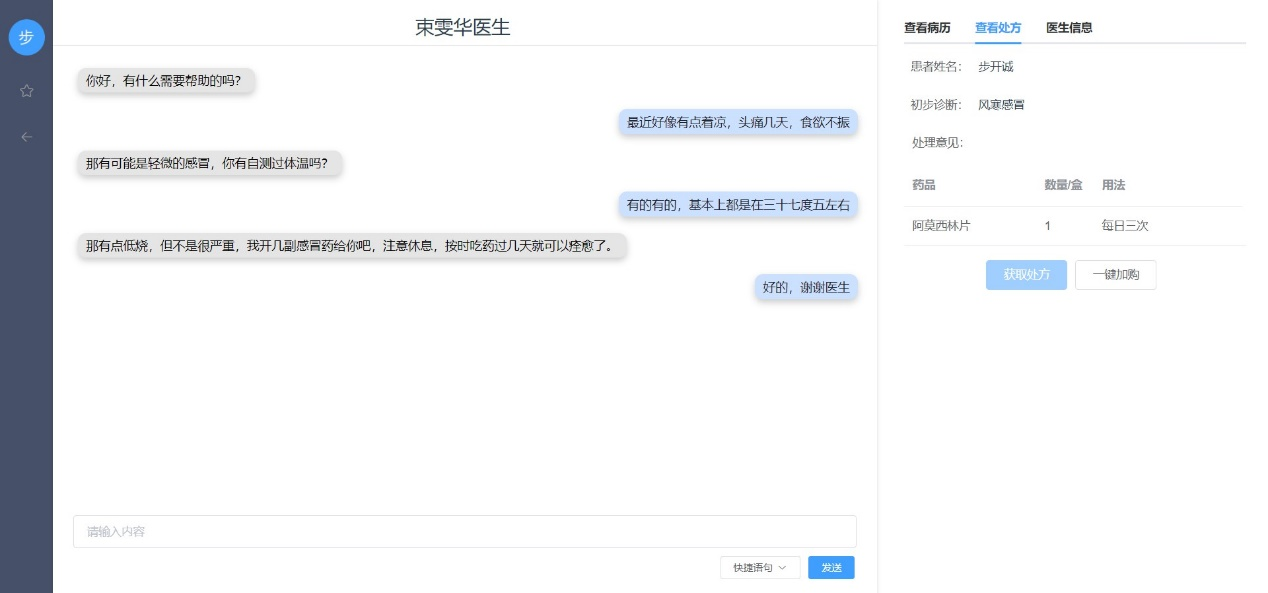 步
束雯华医生
你好，有什么需要帮助的吗？
最近好像有点着凉，头痛几天，食欲不振
那有可能是轻微的感冒，你有自测过体温吗？
有的有的，基本上都是在三十七度五左右
那有点低烧，但不是很严重，我开几副感冒药给你吧，注意休息，按时吃药过几天就可以痊愈了。
好的，谢谢医生
请输入内容
快捷语句
发送
查看病历 查看处方 医生信息
患者姓名： 步开诚
初步诊断： 风寒感冒
处理意见：
药品 数量/盒 用法
阿莫西林片 1 每日三次
获取处方 一键加购